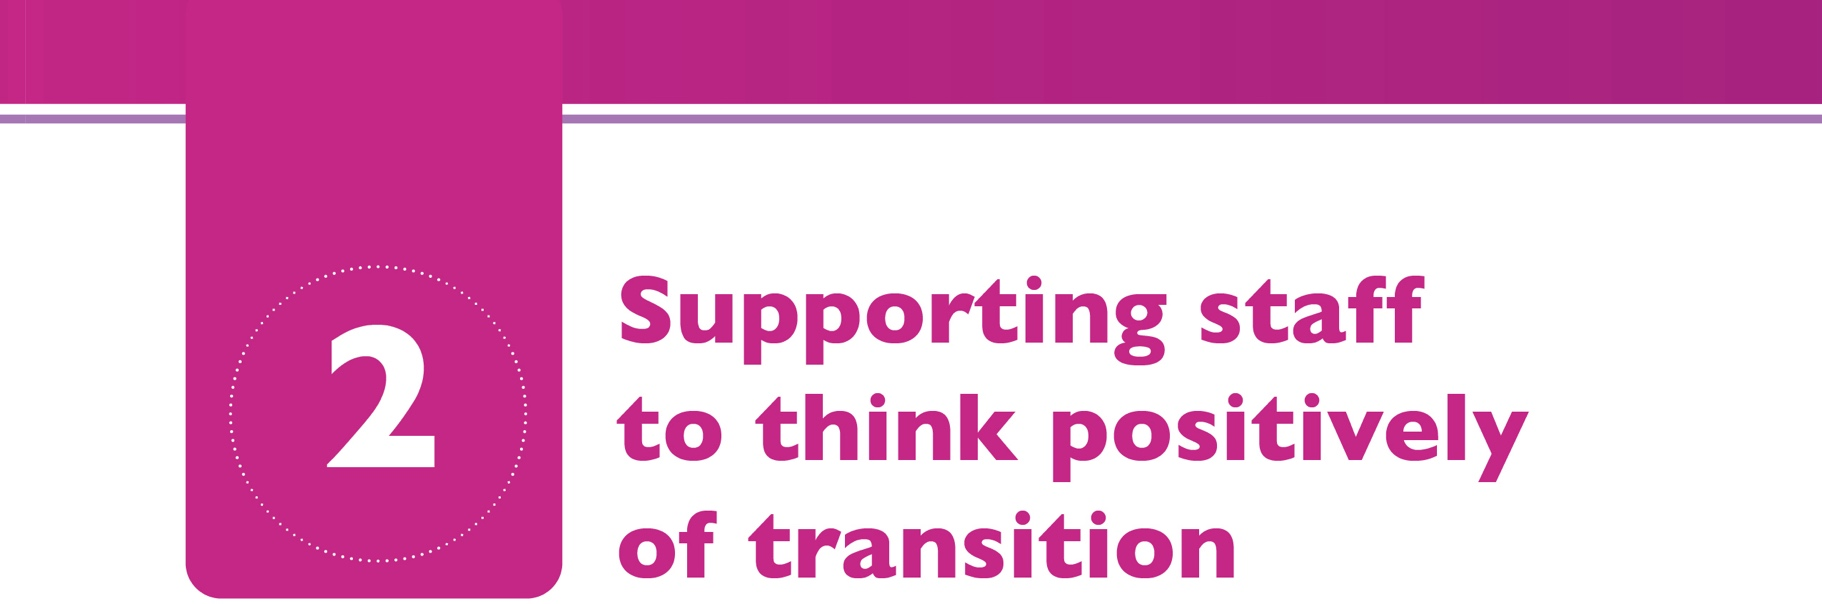 2
Supporting staff
to think positively
of transition